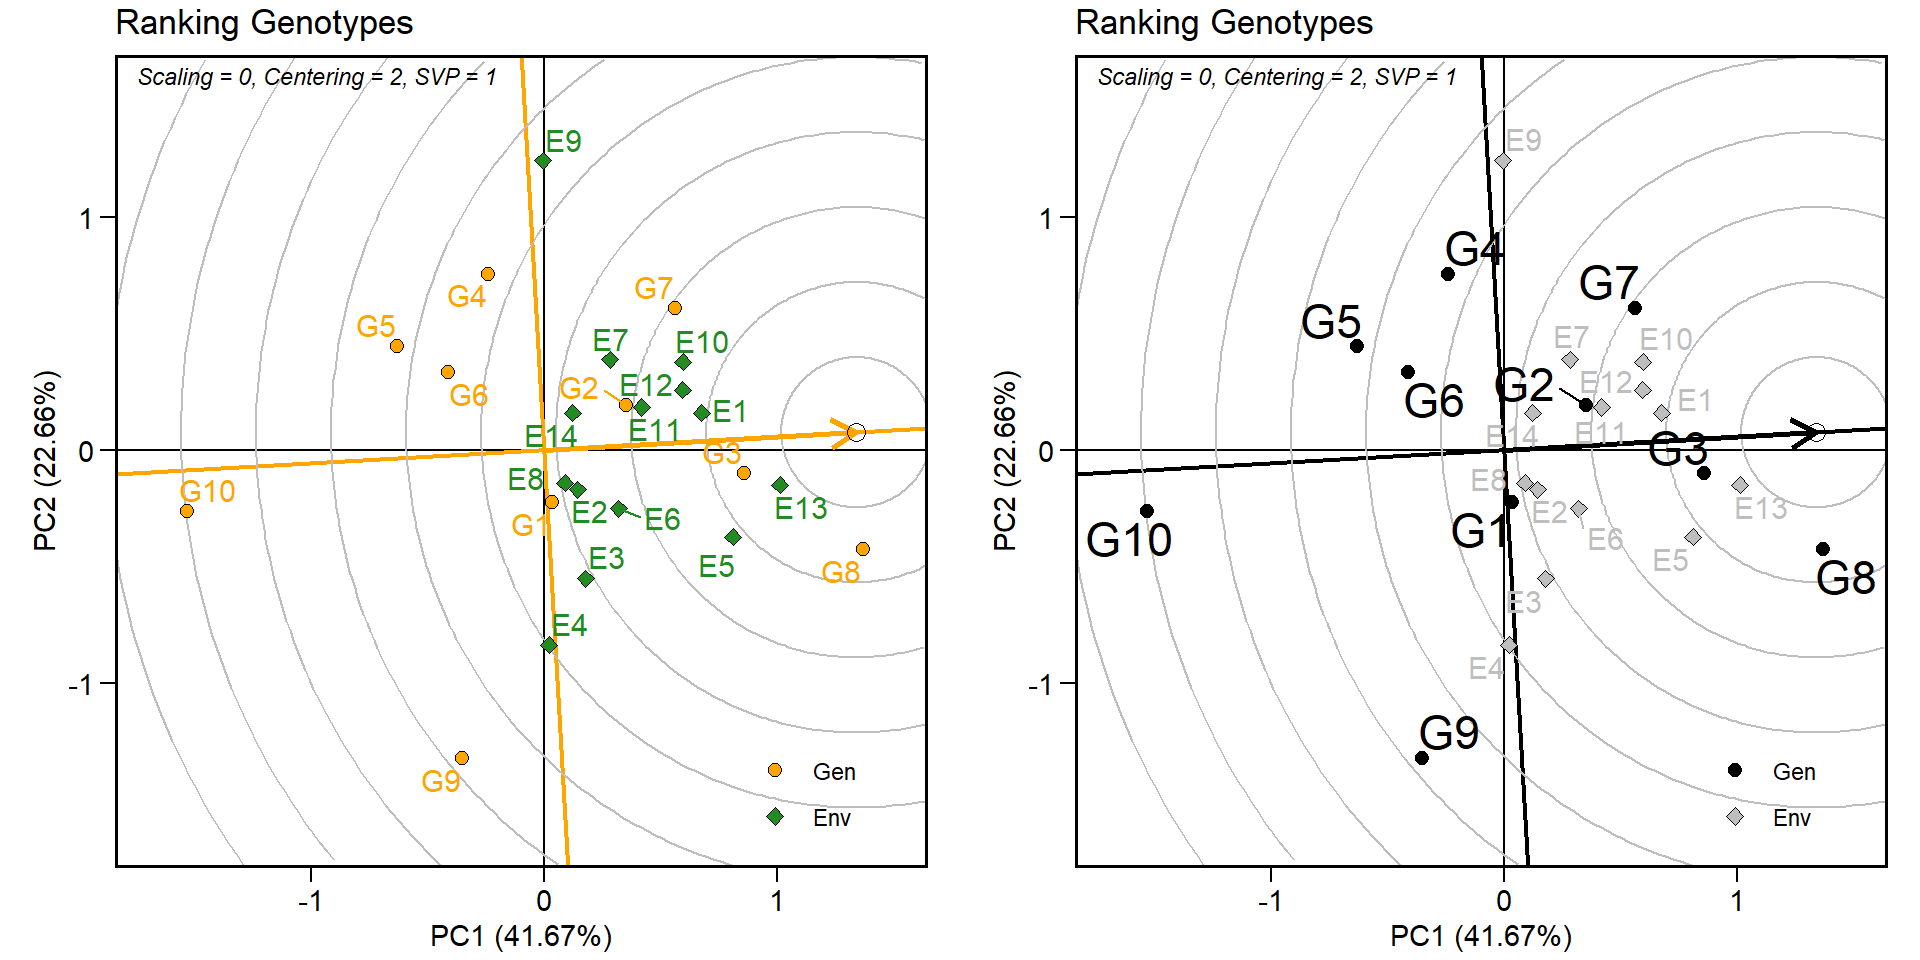 Ranking Genotypes
Scaling = 0, Centering = 2, SVP = 1
E9
1
G4
G7
G5
E7
E10
G6
G2
E12
E1
E14
E11
0
G3
G10
E8
E2
E13
G1
E6
E3
E5
G8
E4
-1
G9
Gen
Env
-1
0
1
PC1 (41.67%)
PC2 (22.66%)
Ranking Genotypes
Scaling = 0, Centering = 2, SVP = 1
E9
1
G4
G7
G5
E7
E10
G2
E12
G6
E1
E14
E11
0
G3
E8
E13
G10
G1
E2
E6
E5
G8
E3
E4
-1
G9
Gen
Env
-1
0
1
PC1 (41.67%)
PC2 (22.66%)